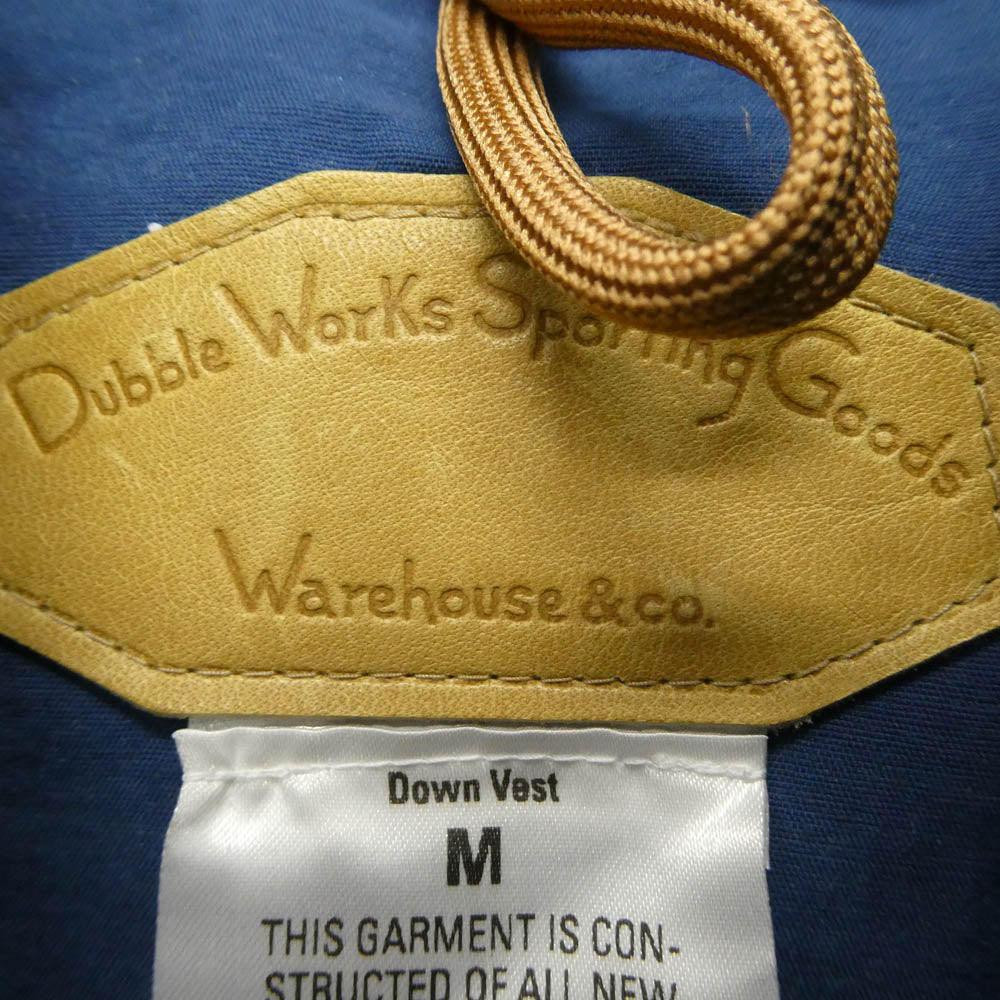 Dubble Works Sporting Goods
Warehouse & co.
Down Vest
M
THIS GARMENT IS CON-
STRUCTED OF ALL NEW